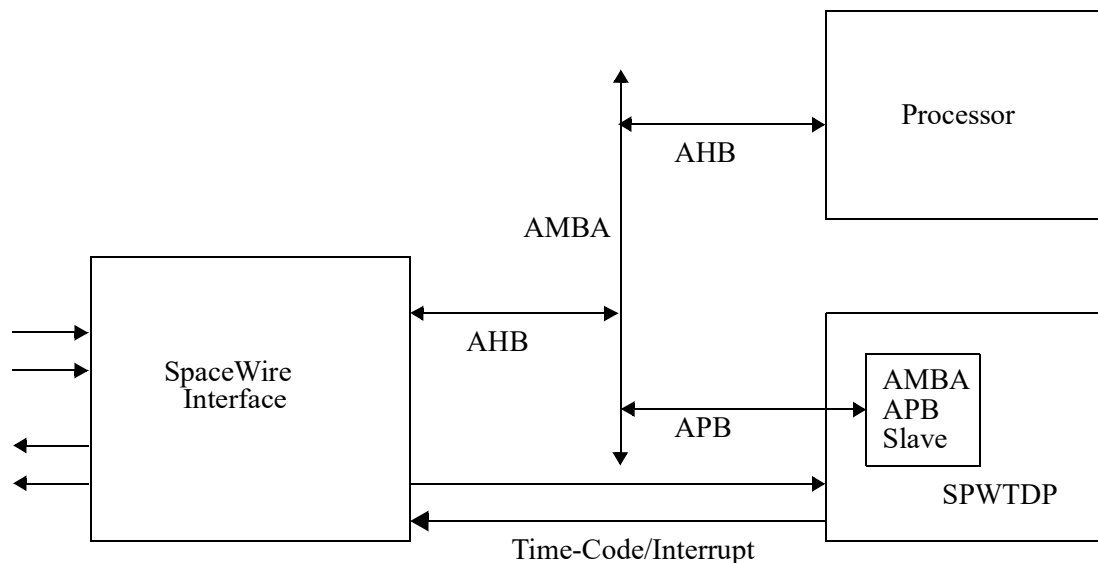 Processor
AHB
AMBA
AHB
SpaceWire
Interface
AMBA
APB
Slave
APB
SPWTDP
Time-Code/Interrupt